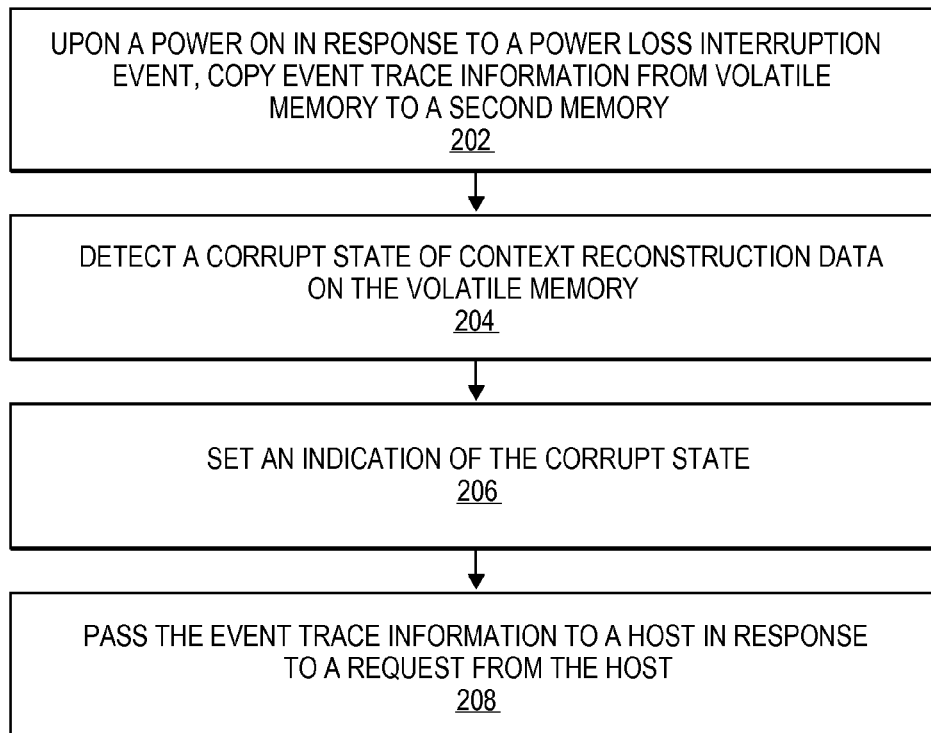 UPON A POWER ON IN RESPONSE TO A POWER LOSS INTERRUPTION
EVENT, COPY EVENT TRACE INFORMATION FROM VOLATILE
MEMORY TO A SECOND MEMORY
202
DETECT A CORRUPT STATE OF CONTEXT RECONSTRUCTION DATA
ON THE VOLATILE MEMORY
204
SET AN INDICATION OF THE CORRUPT STATE
206
PASS THE EVENT TRACE INFORMATION TO A HOST IN RESPONSE
TO A REQUEST FROM THE HOST
208